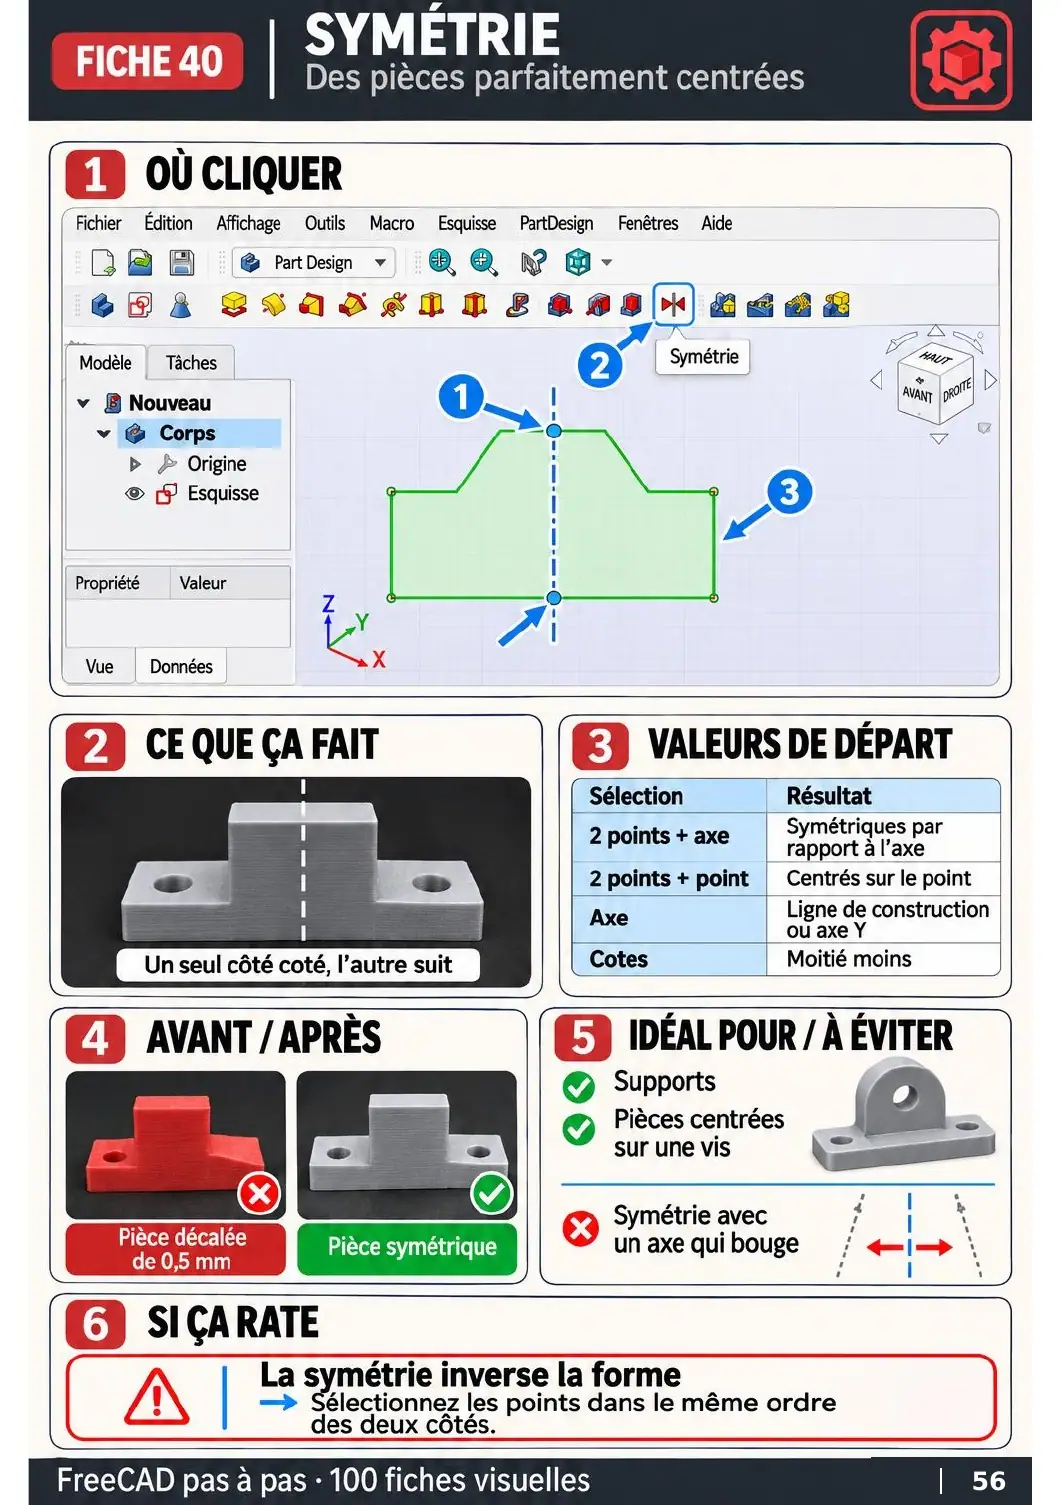 FICHE 40
SYMÉTRIE
Des pièces parfaitement centrées
1 OÙ CLIQUER
Fichier Édition Affichage Outils Macro Esquisse PartDesign Fenêtres Aide
Part Design
2
Symétrie
Modèle Tâches
Nouveau
Corps
Origine
Esquisse
Propriété Valeur
Vue Données
1
3
HAUT
AVANT DROITE
Z
Y
X
2 CE QUE ÇA FAIT
Un seul côté coté, l'autre suit
3 VALEURS DE DÉPART
Sélection Résultat
2 points + axe Symétriques par
rapport à l'axe
2 points + point Centrés sur le point
Axe Ligne de construction
ou axe Y
Cotes Moitié moins
4 AVANT / APRÈS
Pièce décalée
de 0,5 mm
Pièce symétrique
5 IDÉAL POUR / À ÉVITER
Supports
Pièces centrées
sur une vis
Symétrie avec
un axe qui bouge
6 SI ÇA RATE
La symétrie inverse la forme
Sélectionnez les points dans le même ordre
des deux côtés.
FreeCAD pas à pas · 100 fiches visuelles | 56